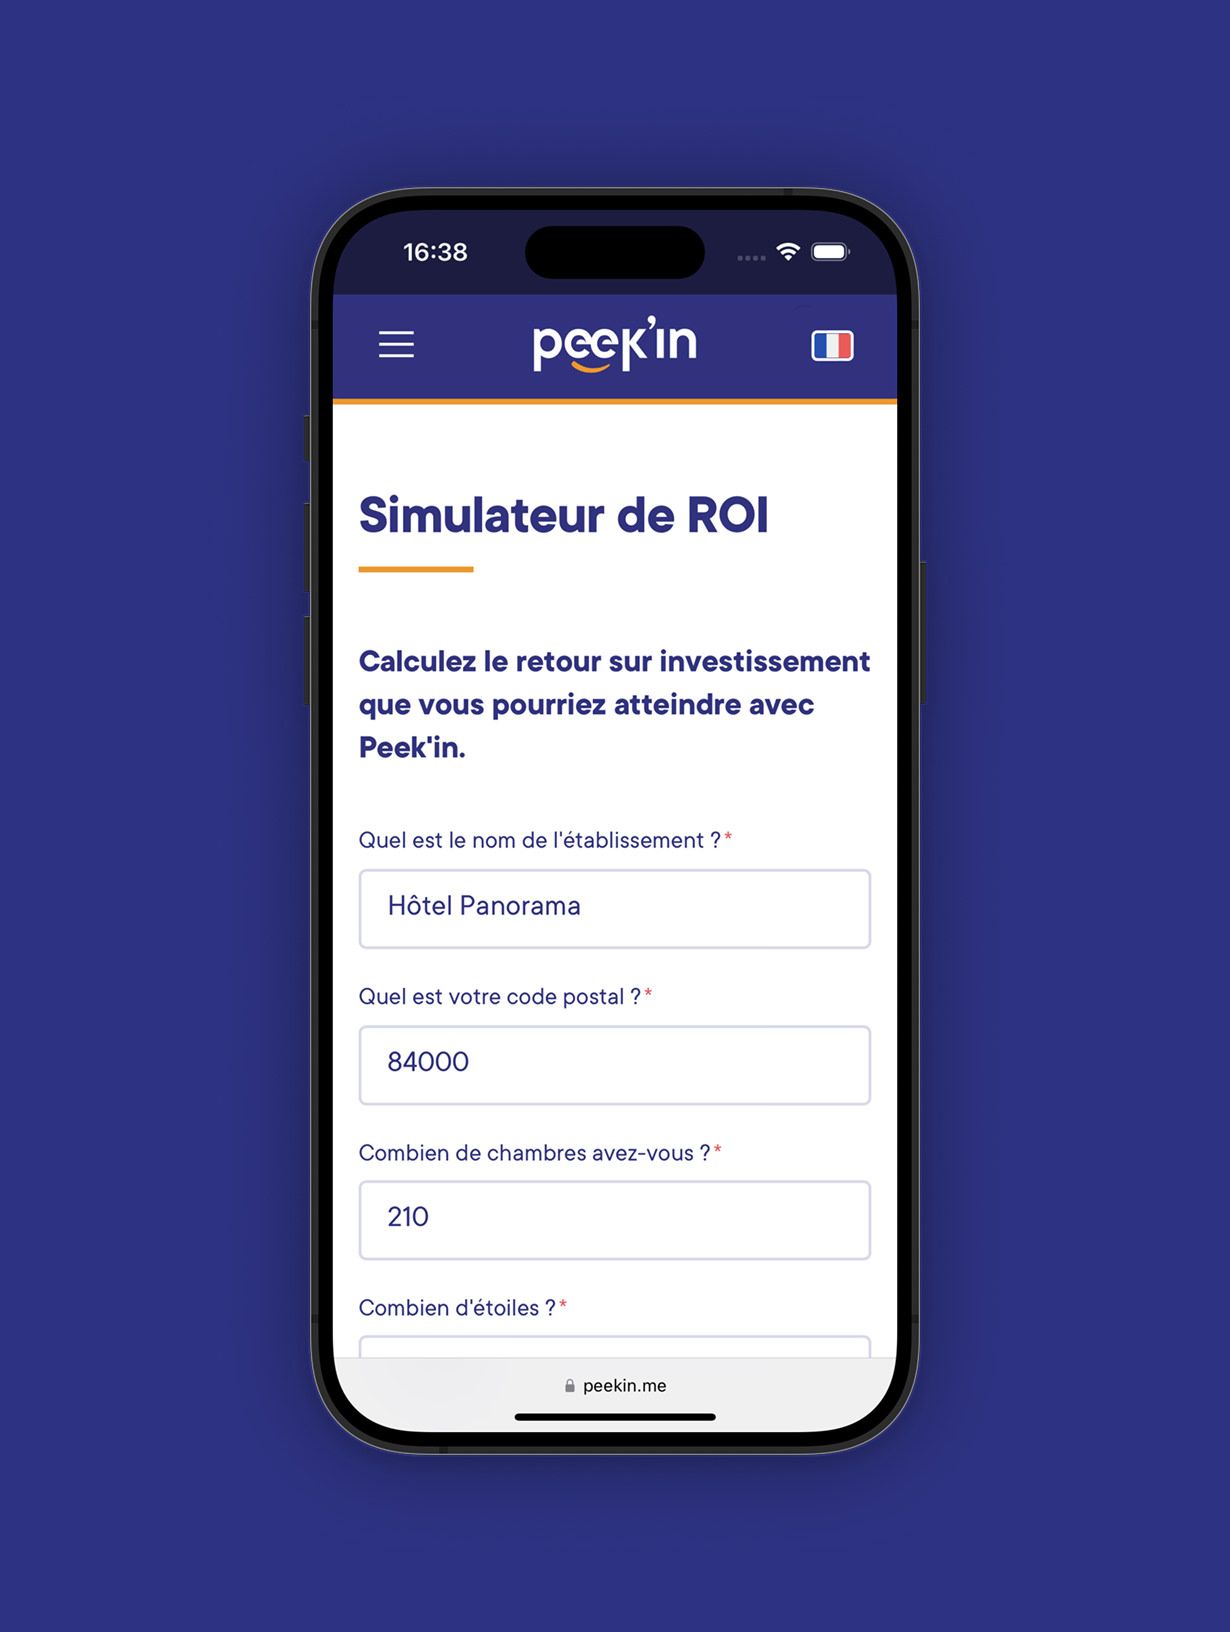 16:38
peek'in
Simulateur de ROI
Calculez le retour sur investissement
que vous pourriez atteindre avec
Peek'in.
Quel est le nom de l'établissement ?*
Hôtel Panorama
Quel est votre code postal ?*
84000
Combien de chambres avez-vous ?*
210
Combien d'étoiles ?*
peekin.me